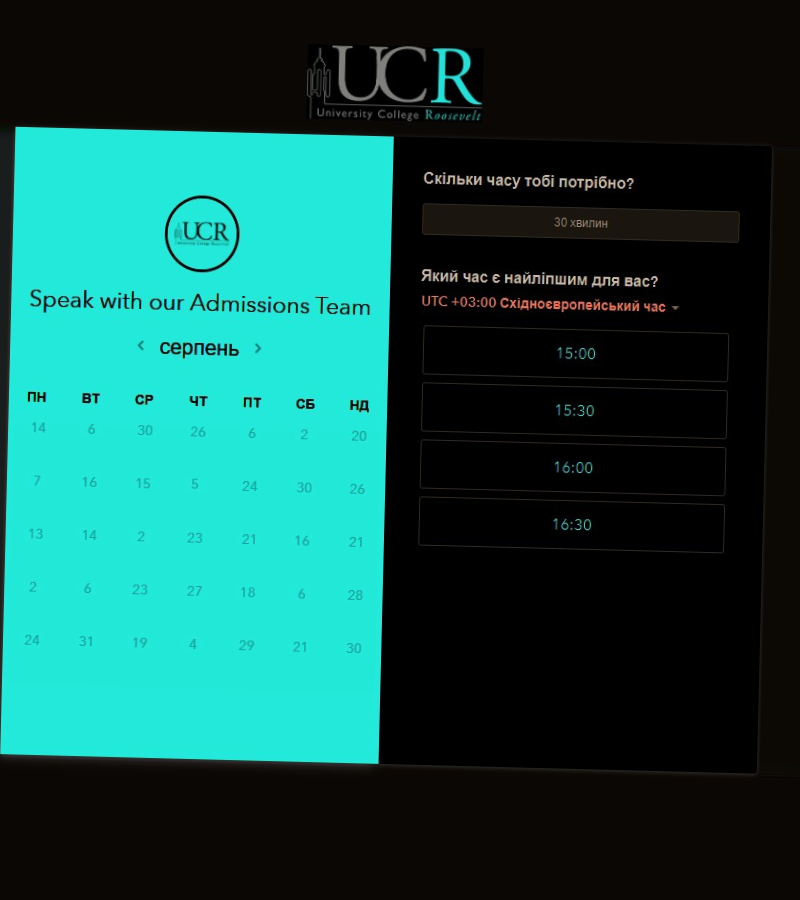 UCR
University College Roosevelt
UCR
Speak with our Admissions Team
серпень
ПН ВТ СР ЧТ ПТ СБ НД
14 6 30 26 6 2 20
7 16 15 5 24 30 26
13 14 2 23 21 16 21
2 6 23 27 18 6 28
24 31 19 4 29 21 30
Скільки часу тобі потрібно?
30 хвилин
Який час є найліпшим для вас?
UTC +03:00 Східноєвропейський час
15:00
15:30
16:00
16:30